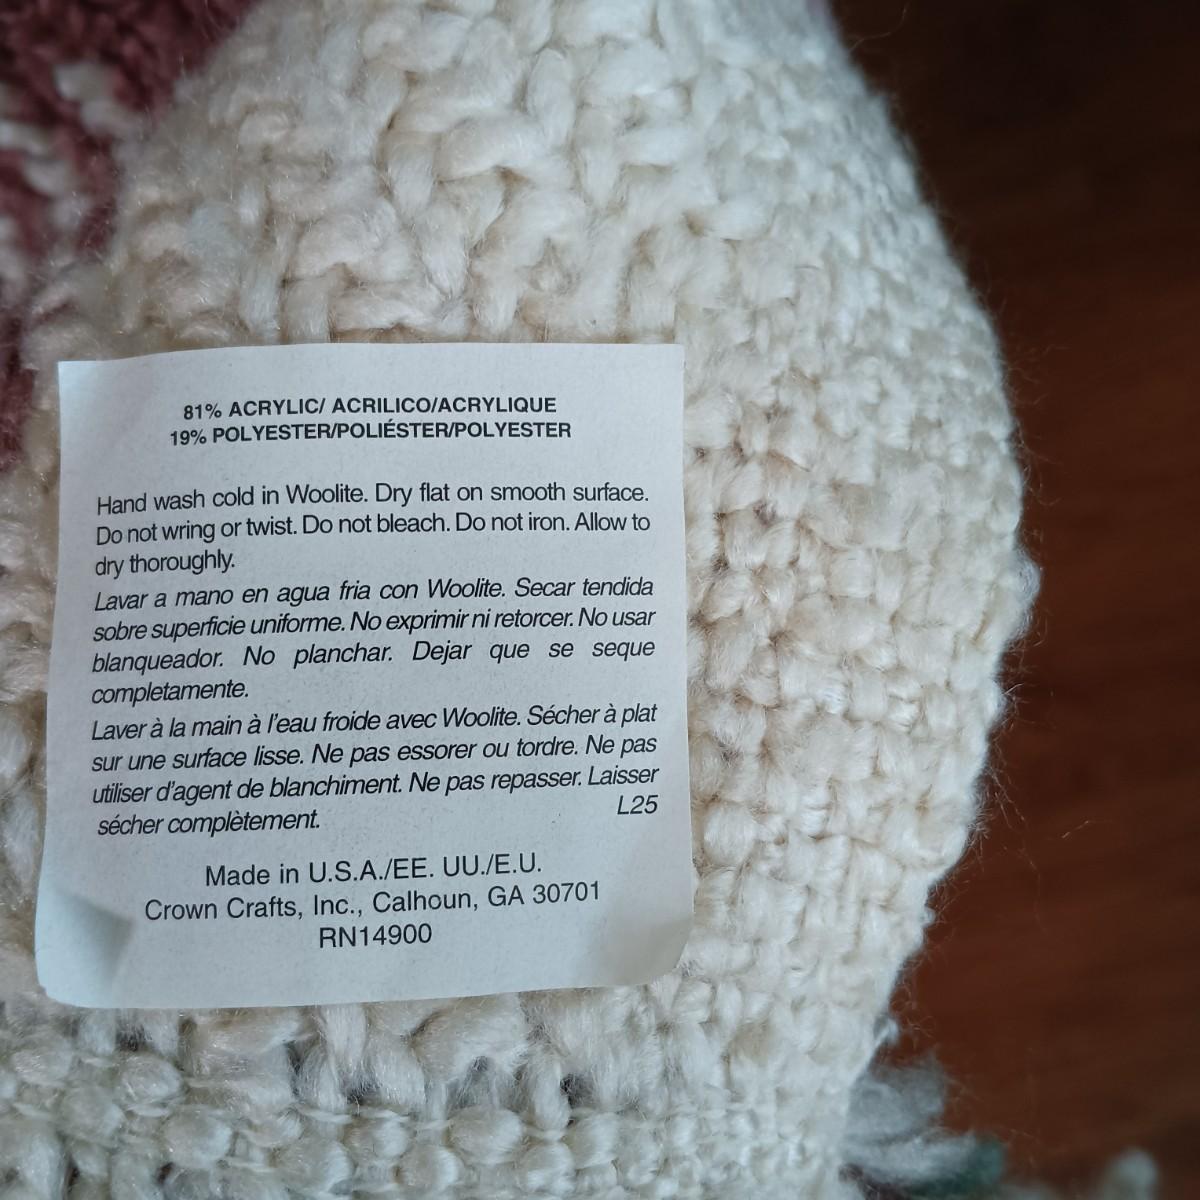 81% ACRYLIC/ ACRILICO/ACRYLIQUE
19% POLYESTER/POLIÉSTER/POLYESTER
Hand wash cold in Woolite. Dry flat on smooth surface.
Do not wring or twist. Do not bleach. Do not iron. Allow to
dry thoroughly.
Lavar a mano en agua fria con Woolite. Secar tendida
sobre superficie uniforme. No exprimir ni retorcer. No usar
blanqueador. No planchar. Dejar que se seque
completamente.
Laver à la main à l'eau froide avec Woolite. Sécher à plat
sur une surface lisse. Ne pas essorer ou tordre. Ne pas
utiliser d'agent de blanchiment. Ne pas repasser. Laisser
sécher complètement. L25
Made in U.S.A./EE. UU./E.U.
Crown Crafts, Inc., Calhoun, GA 30701
RN14900